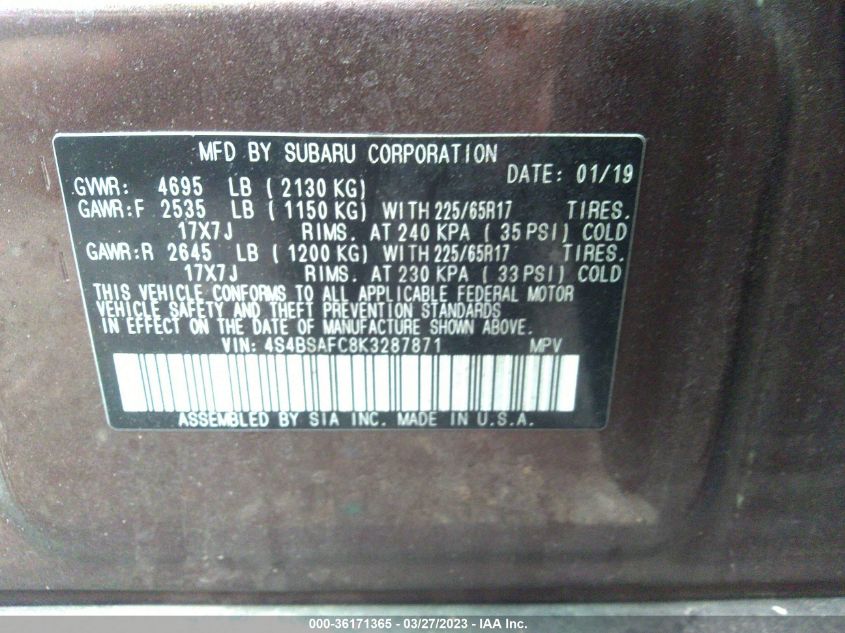 MFD BY SUBARU CORPORATION
DATE: 01/19
GVWR: 4695 LB ( 2130 KG)
GAWR:F 2535 LB ( 1150 KG) WITH 225/65R17 TIRES.
17X7J RIMS. AT 240 KPA ( 35 PSI) COLD
GAWR:R 2645 LB ( 1200 KG) WITH 225/65R17 TIRES.
17X7J RIMS. AT 230 KPA ( 33 PSI) COLD
THIS VEHICLE CONFORMS TO ALL APPLICABLE FEDERAL MOTOR
VEHICLE SAFETY AND THEFT PREVENTION STANDARDS
IN EFFECT ON THE DATE OF MANUFACTURE SHOWN ABOVE.
VIN: 4S4BSAFC8K3287871 MPV
ASSEMBLED BY SIA INC. MADE IN U.S.A.
000-36171365 - 03/27/2023 - IAA Inc.